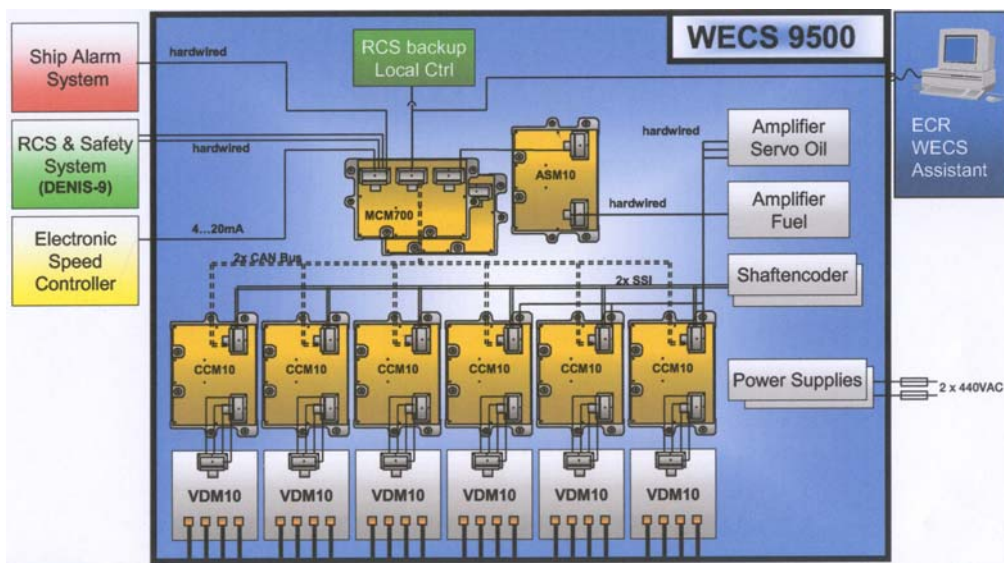 Ship Alarm
System
hardwired
RCS backup
Local Ctrl
WECS 9500
RCS & Safety
System
(DENIS-9)
hardwired
Electronic
Speed
Controller
4...20mA
MCM700
ASM10
hardwired
Amplifier
Servo Oil
hardwired
Amplifier
Fuel
ECR
WECS
Assistant
2x CAN Bus
2x SSI
Shaftencoder
CCM10
CCM10
CCM10
CCM10
CCM10
CCM10
Power Supplies
2 x 440VAC
VDM10
VDM10
VDM10
VDM10
VDM10
VDM10